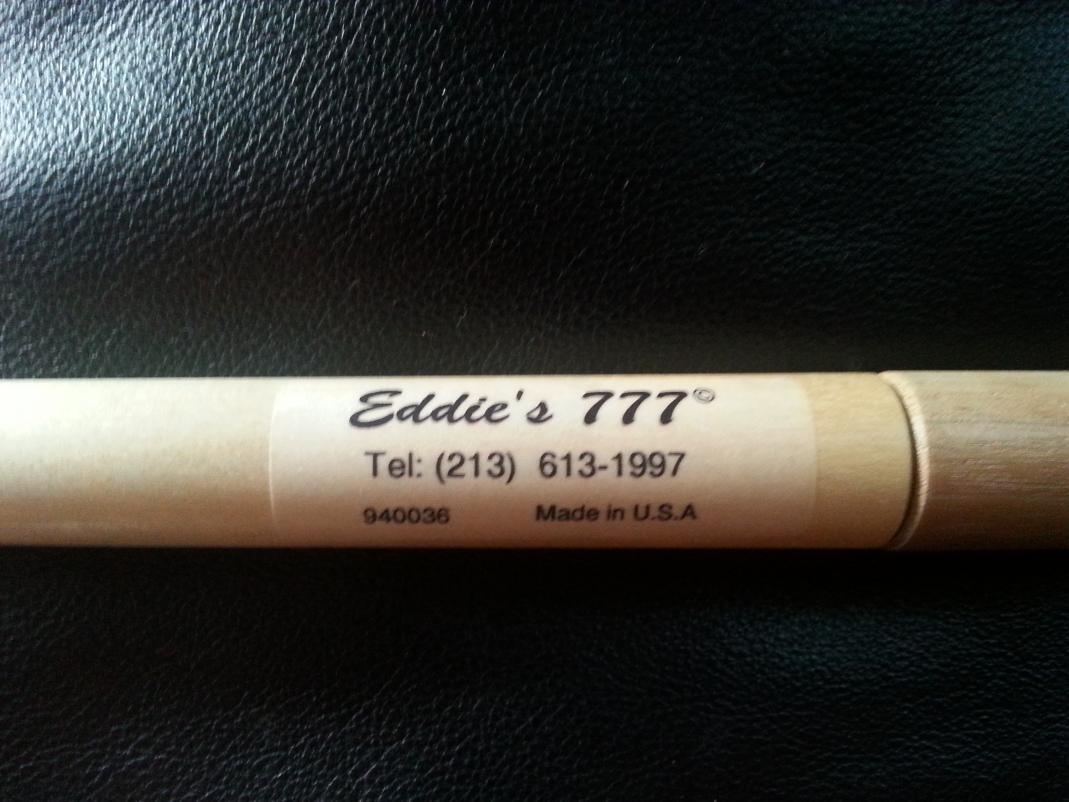 Eddie's 777©
Tel: (213) 613-1997
940036 Made in U.S.A